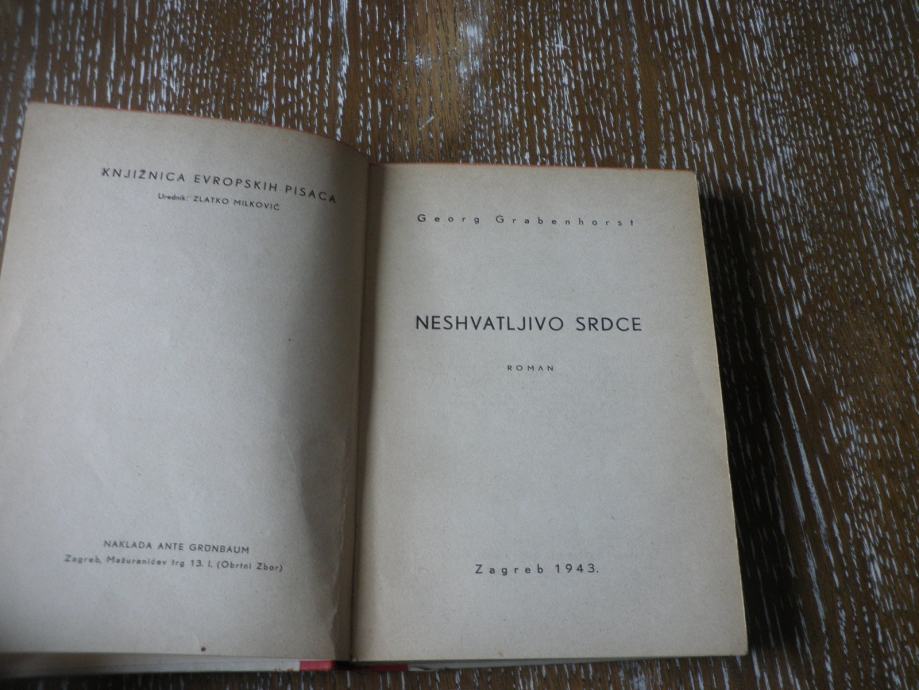 KNJIŽNICA EVROPSKIH PISACA
Urednik: ZLATKO MILKOVIĆ
NAKLADA ANTE GRÜNBAUM
Zagreb, Mažuranićev trg 13. I. (Obrtni Zbor)
Georg Grabenhorst
NESHVATLJIVO SRDCE
ROMAN
Zagreb 1943.